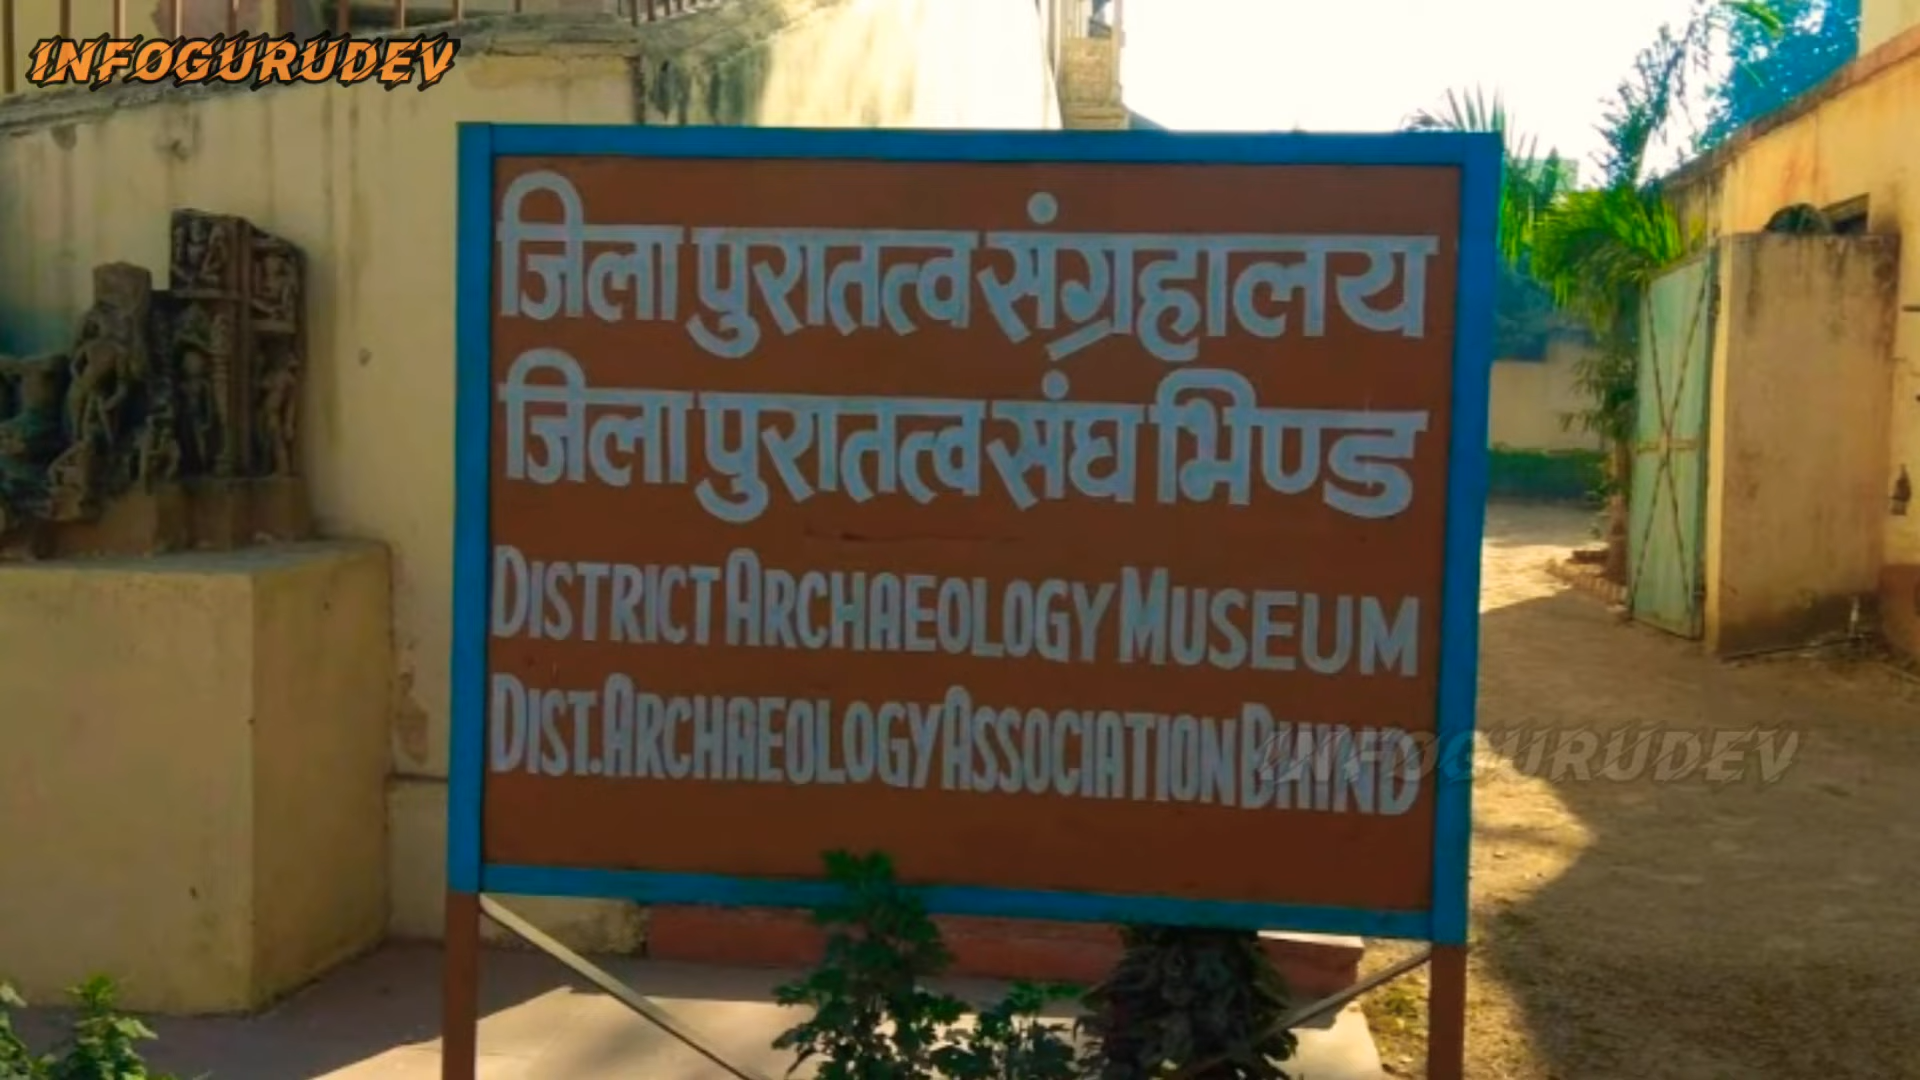 INFOGURUDEV
जिला पुरातत्व संग्रहालय
जिला पुरातत्व संघ भिण्ड
DISTRICT ARCHAEOLOGY MUSEUM
DIST. ARCHAEOLOGY ASSOCIATION BHIND
INFOGURUDEV